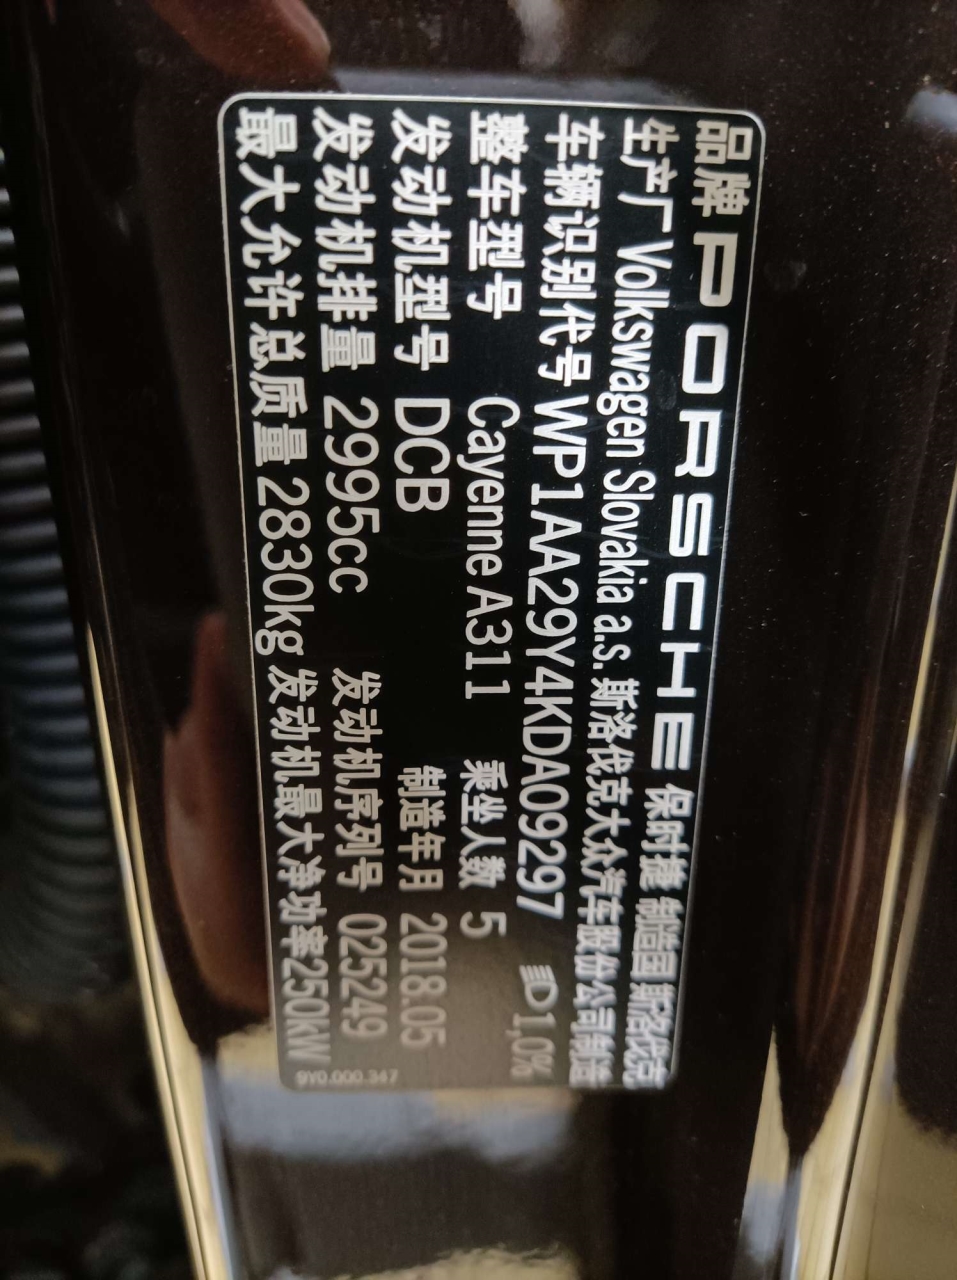 品牌 PORSCHE 保时捷 制造国 斯洛伐克
生产厂 Volkswagen Slovakia a.s. 斯洛伐克大众汽车股份公司制造
车辆识别代号 WP1AA29Y4KDA09297 1,0%
整车型号 Cayenne A311 乘坐人数 5
发动机型号 DCB 制造年月 2018.05
发动机排量 2995cc 发动机序列号 025249
最大允许总质量 2830kg 发动机最大净功率 250kW
9Y0.000.347